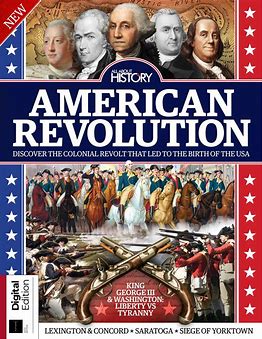 NEW
ALL ABOUT
HISTORY
AMERICAN
REVOLUTION
DISCOVER THE COLONIAL REVOLT THAT LED TO THE BIRTH OF THE USA
KING
GEORGE III
& WASHINGTON:
LIBERTY VS
TYRANNY
Digital
Edition
LEXINGTON & CONCORD • SARATOGA • SIEGE OF YORKTOWN